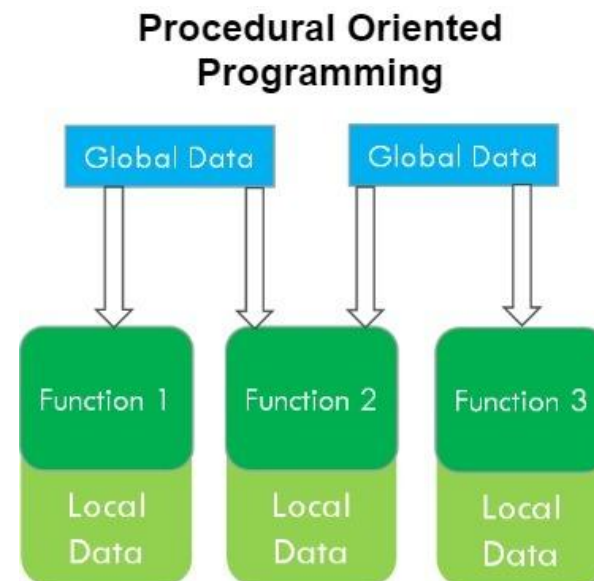 Procedural Oriented
Programming
Global Data
Global Data
Function 1
Function 2
Function 3
Local
Data
Local
Data
Local
Data